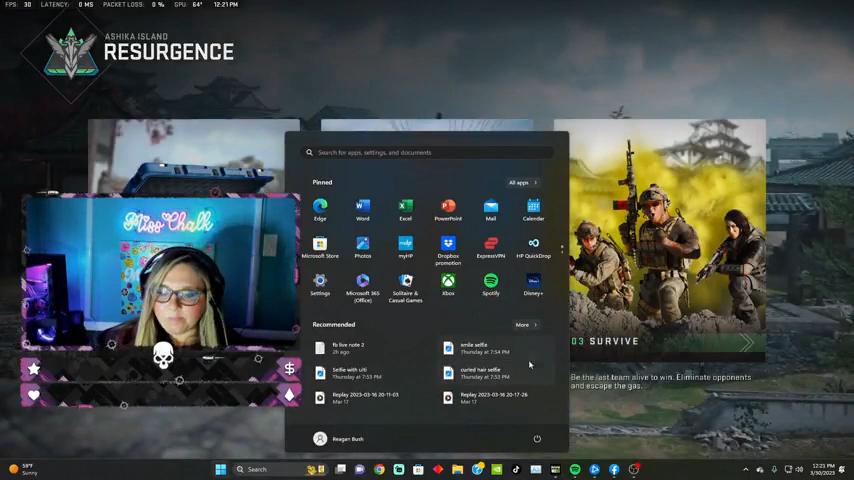 FPS: 30 LATENCY: 0 MS PACKET LOSS: 0 % GPU: 64° 12:21 PM
ASHIKA ISLAND
RESURGENCE
Search for apps, settings, and documents
Pinned
All apps
Edge Word Excel PowerPoint Mail Calendar
Microsoft Store Photos myHP Dropbox promotion ExpressVPN HP QuickDrop
Settings Microsoft 365 (Office) Solitaire & Casual Games Xbox Spotify Disney+
Recommended
More
fb live note 2
2h ago
smile selfie
Thursday at 7:54 PM
Selfie with ulti
Thursday at 7:53 PM
curled hair selfie
Thursday at 7:53 PM
Replay 2023-03-16 20-11-03
Mar 17
Replay 2023-03-16 20-17-26
Mar 17
Reagan Bush
Miss Chalk
03 SURVIVE
Be the last team alive to win. Eliminate opponents
and escape the gas.
59°F
Sunny
Search
12:21 PM
3/30/2023